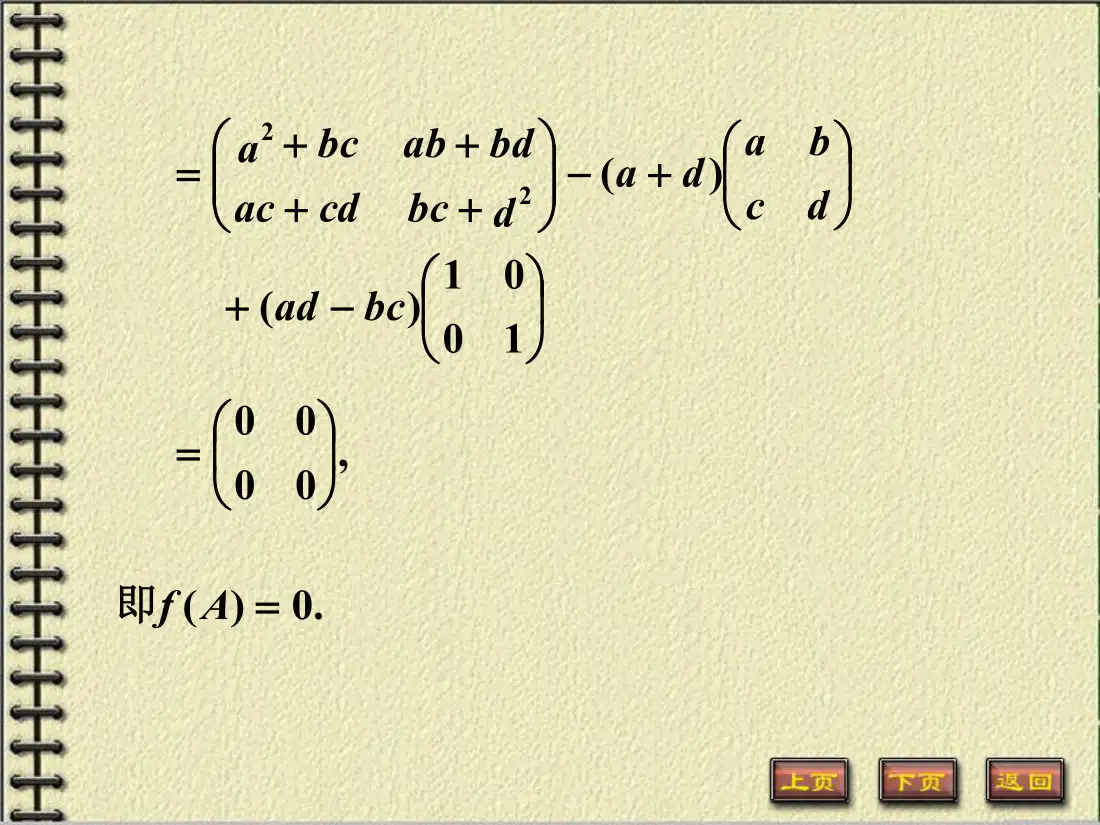 = ( a² + bc  ab + bd ; ac + cd  bc + d² ) − (a + d) ( a  b ; c  d )
+ (ad − bc) ( 1  0 ; 0  1 )
= ( 0  0 ; 0  0 ) ,
即 f (A) = 0.
上页 下页 返回